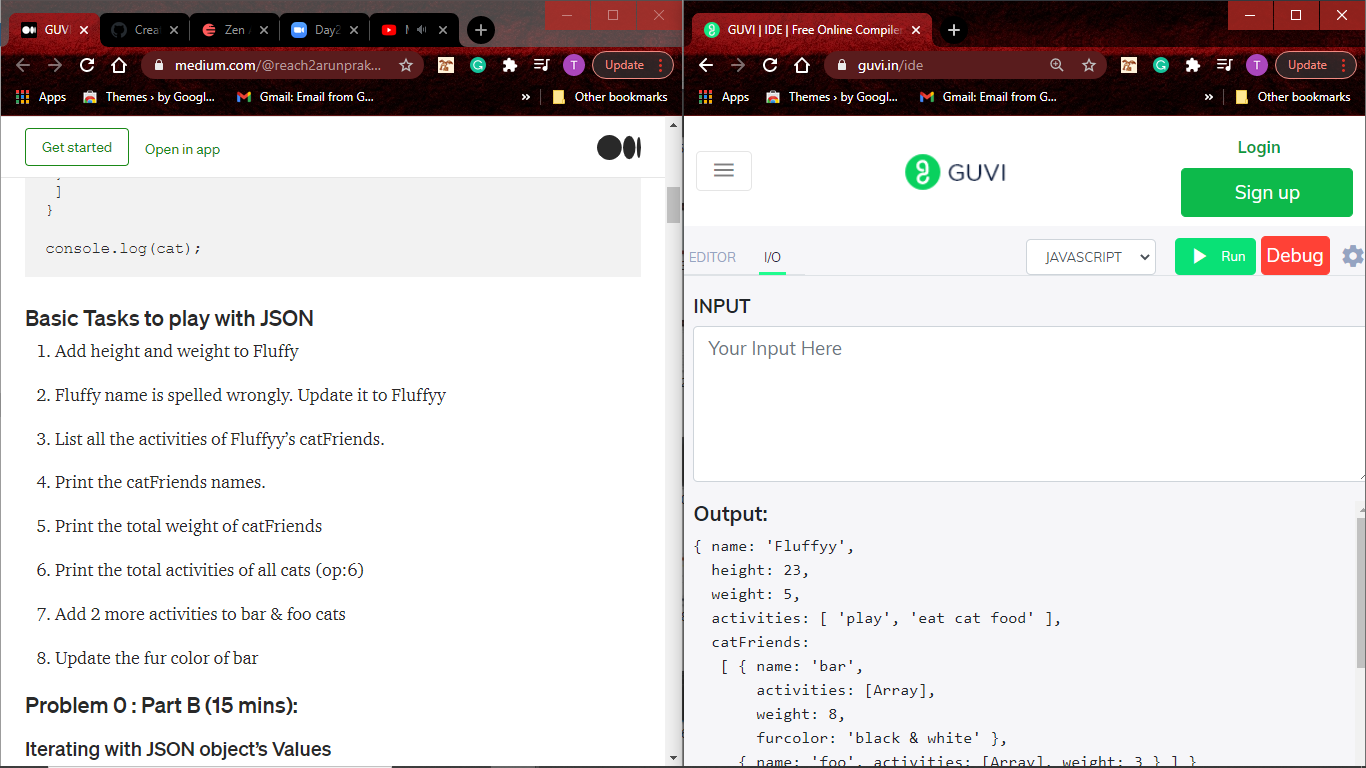 GUVI
Crea
Zen
Day2
medium.com/@reach2arunprak...
T
Update
Apps
Themes › by Googl...
Gmail: Email from G...
»
Other bookmarks
Get started
Open in app
]
}
console.log(cat);
Basic Tasks to play with JSON
1. Add height and weight to Fluffy
2. Fluffy name is spelled wrongly. Update it to Fluffyy
3. List all the activities of Fluffyy’s catFriends.
4. Print the catFriends names.
5. Print the total weight of catFriends
6. Print the total activities of all cats (op:6)
7. Add 2 more activities to bar & foo cats
8. Update the fur color of bar
Problem 0 : Part B (15 mins):
Iterating with JSON object’s Values
GUVI | IDE | Free Online Compiler
guvi.in/ide
T
Update
Apps
Themes › by Googl...
Gmail: Email from G...
»
Other bookmarks
GUVI
Login
Sign up
EDITOR
I/O
JAVASCRIPT
Run
Debug
INPUT
Your Input Here
Output:
{ name: 'Fluffyy',
height: 23,
weight: 5,
activities: [ 'play', 'eat cat food' ],
catFriends:
[ { name: 'bar',
activities: [Array],
weight: 8,
furcolor: 'black & white' },
{ name: 'foo', activities: [Array], weight: 3 } ] }